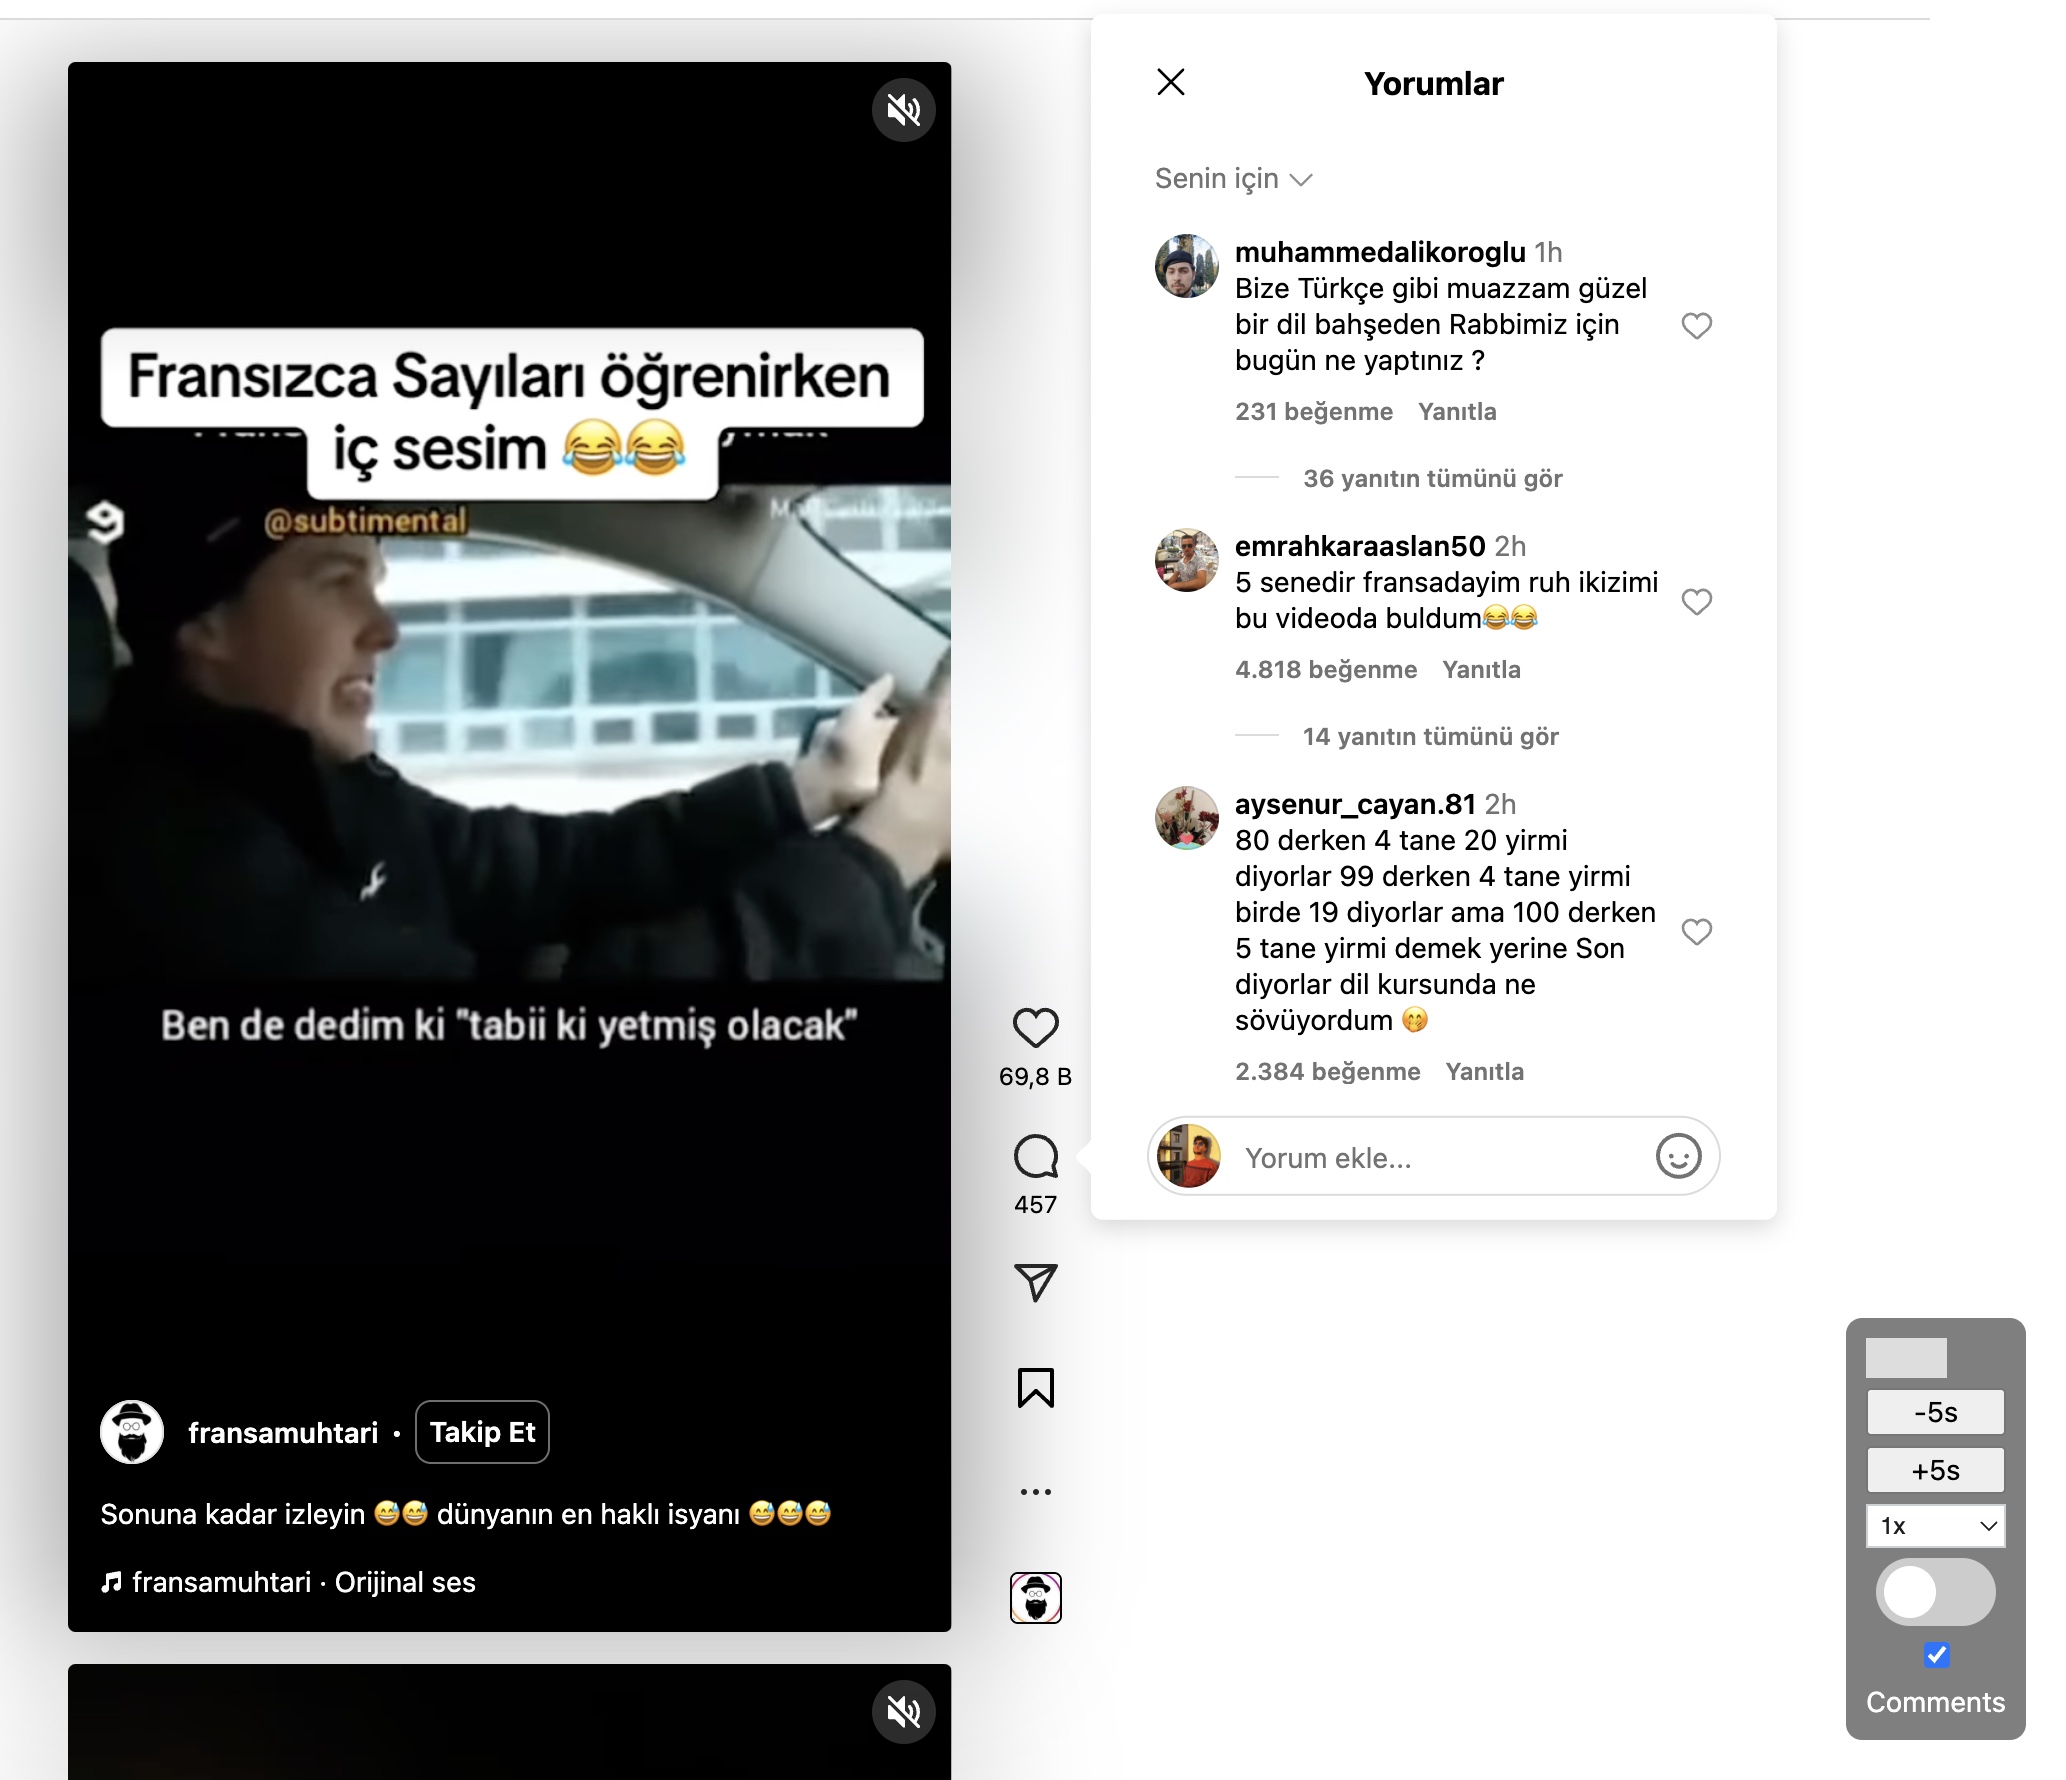 Fransızca Sayıları öğrenirken
iç sesim 😂😂
@subtimental
Ben de dedim ki "tabii ki yetmiş olacak"
fransamuhtari • Takip Et
Sonuna kadar izleyin 😅😅 dünyanın en haklı isyanı 😅😅😅
fransamuhtari · Orijinal ses
69,8 B
457
Yorumlar
Senin için
muhammedalikoroglu 1h
Bize Türkçe gibi muazzam güzel
bir dil bahşeden Rabbimiz için
bugün ne yaptınız ?
231 beğenme Yanıtla
36 yanıtın tümünü gör
emrahkaraaslan50 2h
5 senedir fransadayim ruh ikizimi
bu videoda buldum😂😂
4.818 beğenme Yanıtla
14 yanıtın tümünü gör
aysenur_cayan.81 2h
80 derken 4 tane 20 yirmi
diyorlar 99 derken 4 tane yirmi
birde 19 diyorlar ama 100 derken
5 tane yirmi demek yerine Son
diyorlar dil kursunda ne
sövüyordum 🤭
2.384 beğenme Yanıtla
Yorum ekle...
-5s
+5s
1x
Comments